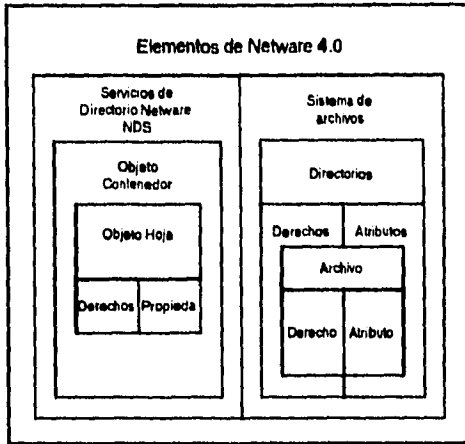 Elementos de Netware 4.0
Servicios de
Directorio Netware
NDS
Objeto
Contenedor
Objeto Hoja
Derechos Propieda
Sistema de
archivos
Directorios
Derechos Atributos
Archivo
Derecho Atributo